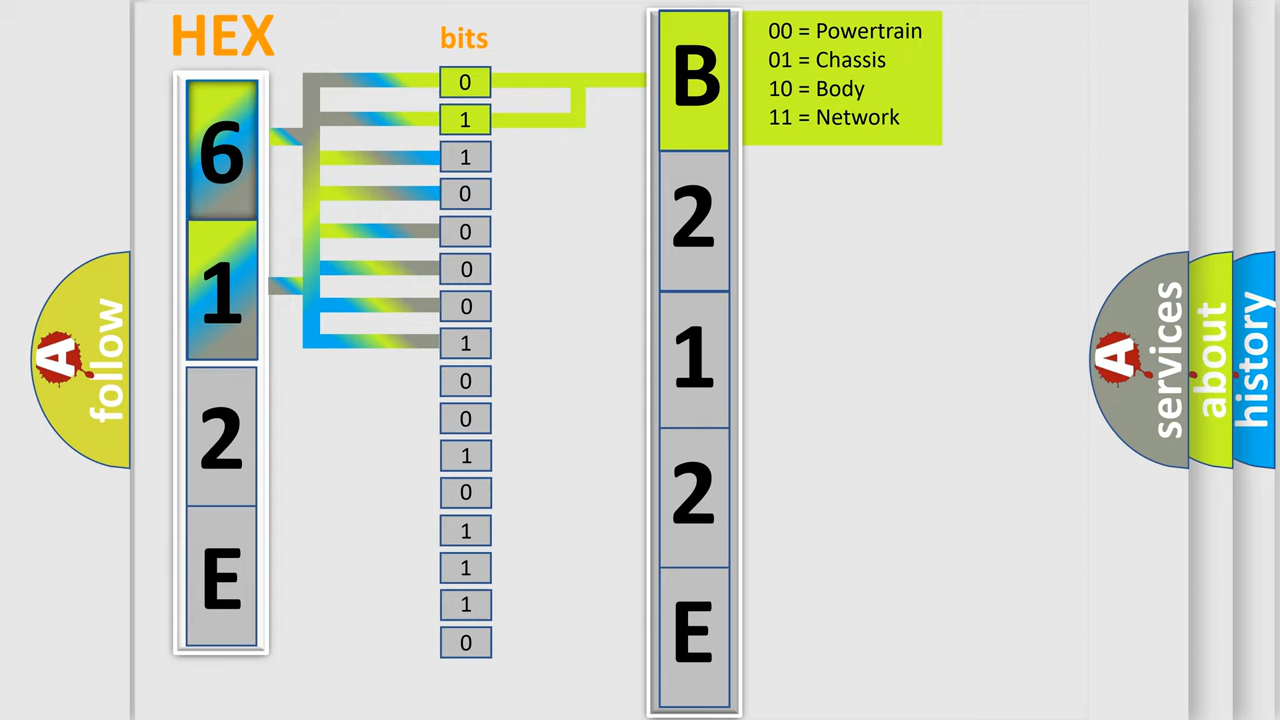 HEX
bits
6
1
2
E
0
1
1
0
0
0
0
1
0
0
1
0
1
1
1
0
B
2
1
2
E
00 = Powertrain
01 = Chassis
10 = Body
11 = Network
A
follow
A
services
about
history